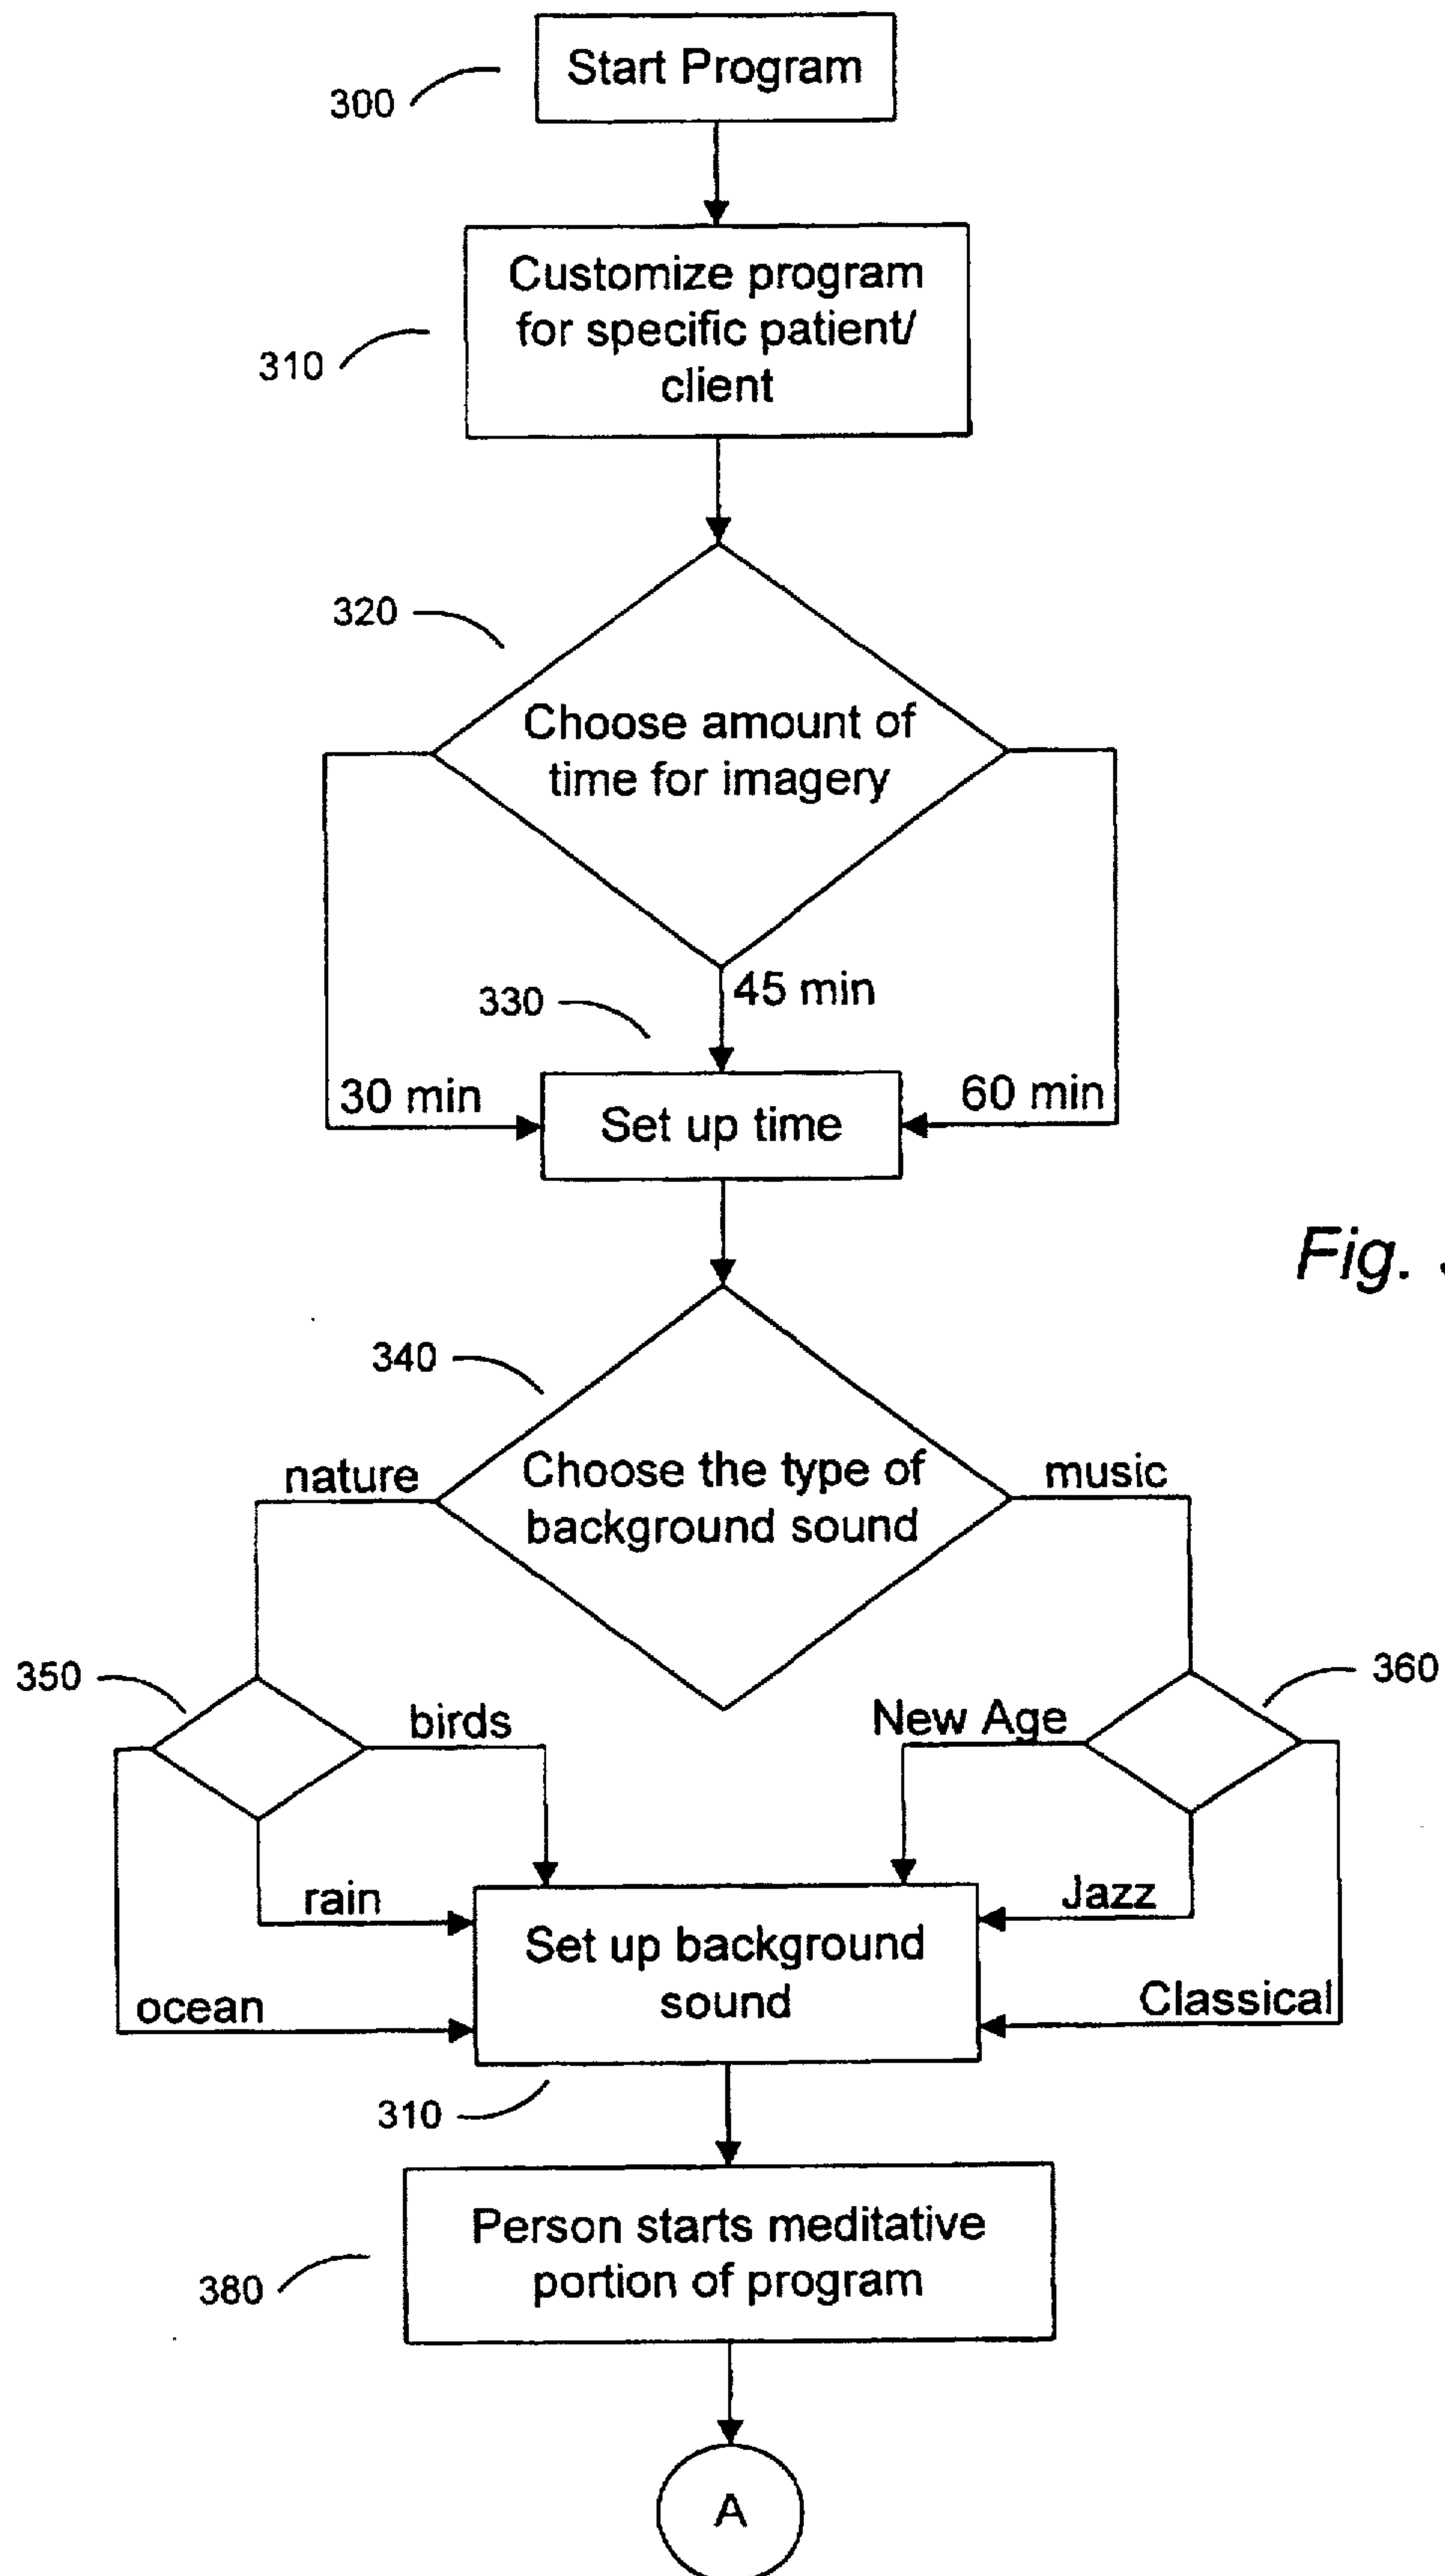 Start Program
300
Customize program
for specific patient/
client
310
320
Choose amount of
time for imagery
45 min
330
30 min
60 min
Set up time
Fig.
340
Choose the type of
background sound
nature
music
350
360
birds
New Age
rain
Jazz
Set up background
sound
ocean
Classical
310
Person starts meditative
portion of program
380
A